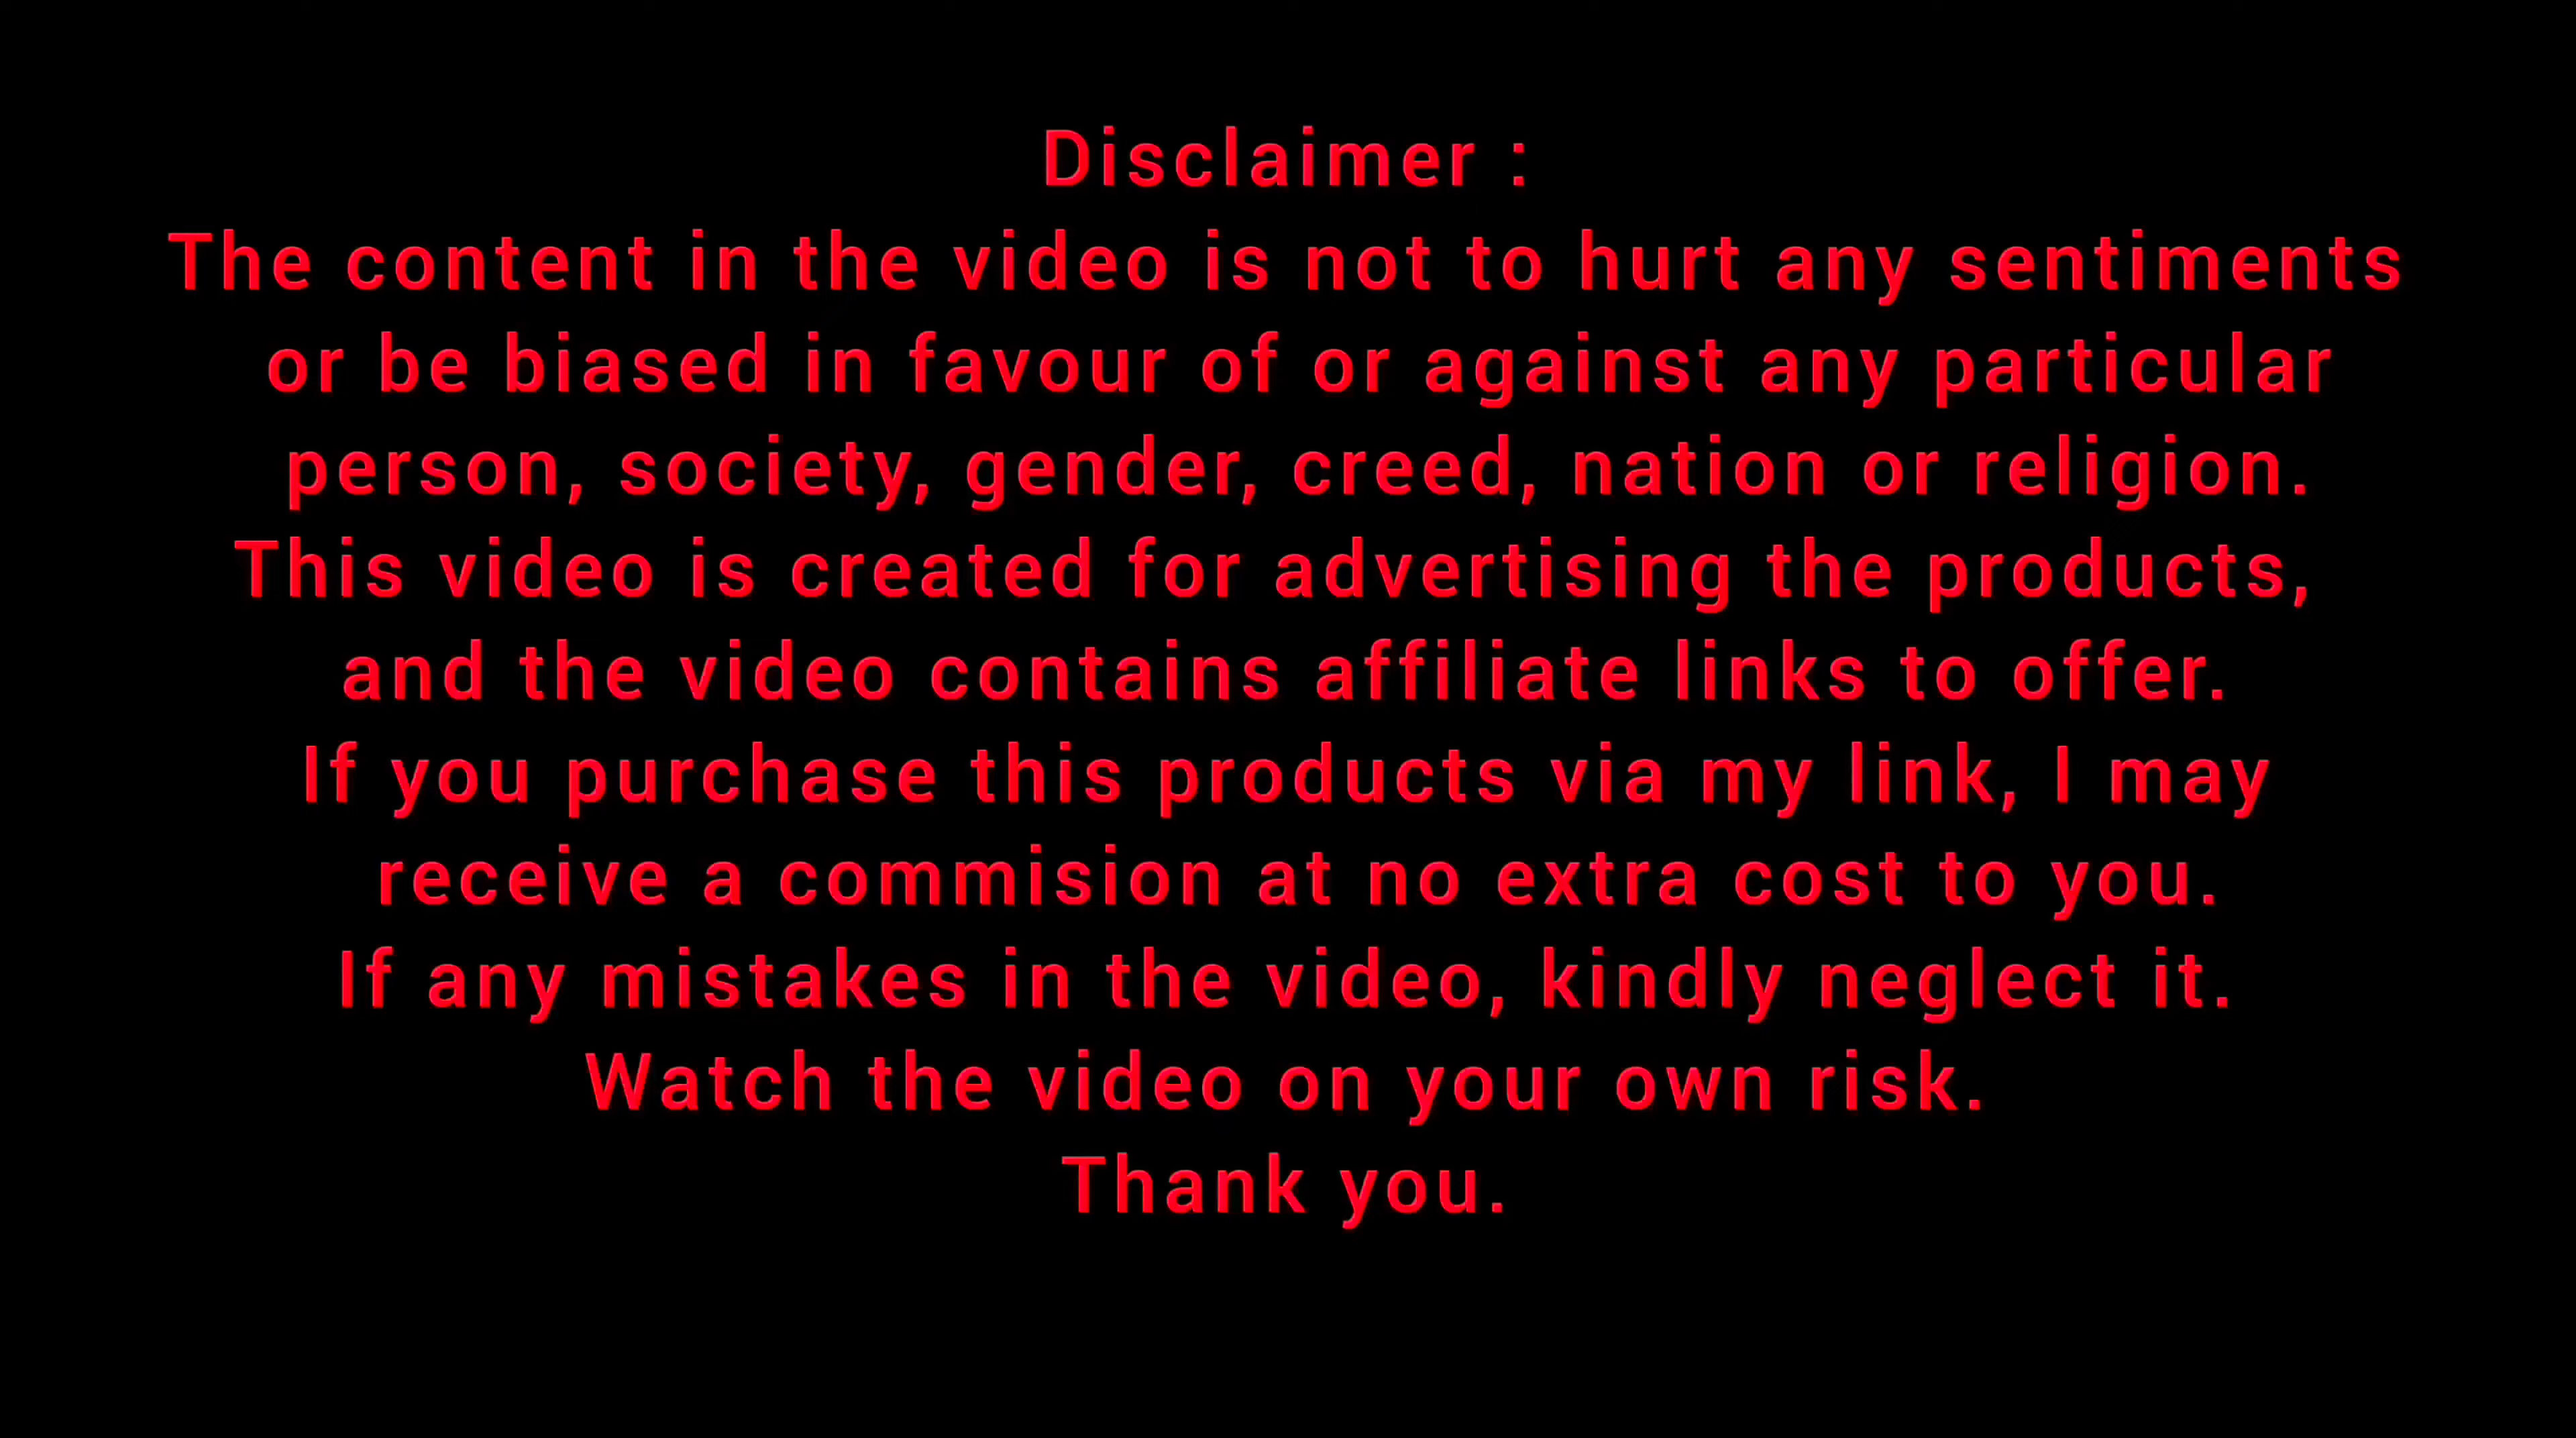 Disclaimer :
The content in the video is not to hurt any sentiments
or be biased in favour of or against any particular
person, society, gender, creed, nation or religion.
This video is created for advertising the products,
and the video contains affiliate links to offer.
If you purchase this products via my link, I may
receive a commision at no extra cost to you.
If any mistakes in the video, kindly neglect it.
Watch the video on your own risk.
Thank you.